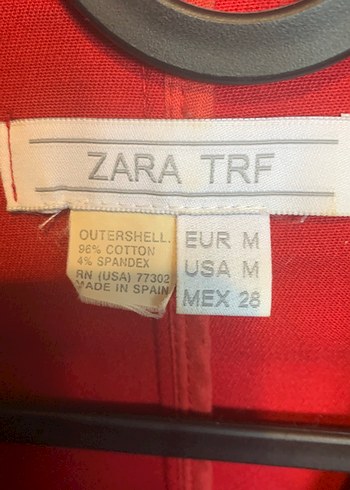 ZARA TRF
OUTERSHELL.
96% COTTON
4% SPANDEX
RN (USA) 77302
MADE IN SPAIN
EUR M
USA M
MEX 28